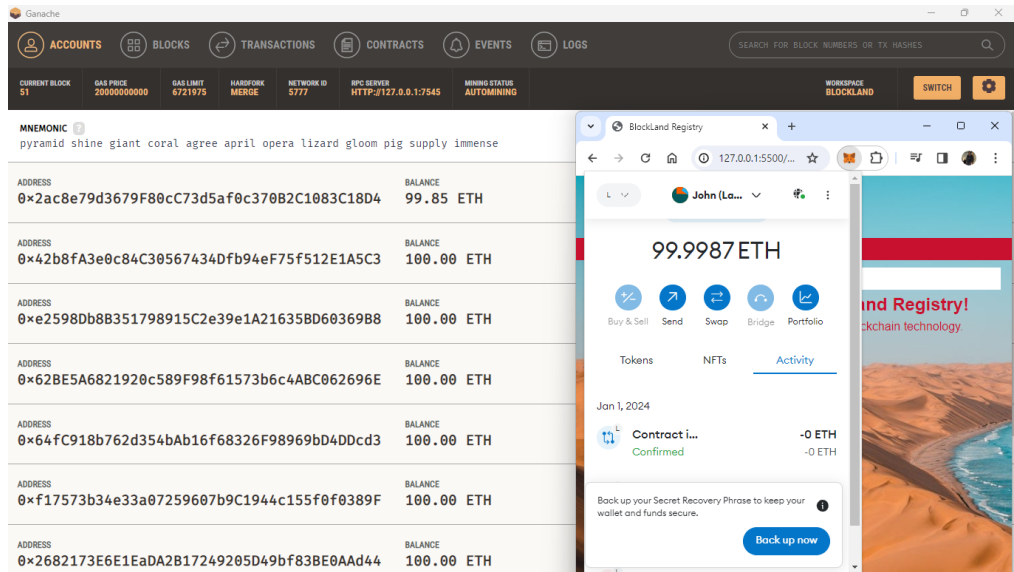 Ganache
ACCOUNTS BLOCKS TRANSACTIONS CONTRACTS EVENTS LOGS SEARCH FOR BLOCK NUMBERS OR TX HASHES
CURRENT BLOCK GAS PRICE GAS LIMIT HARDFORK NETWORK ID RPC SERVER MINING STATUS WORKSPACE
51 20000000000 6721975 MERGE 5777 HTTP://127.0.0.1:7545 AUTOMINING BLOCKLAND SWITCH
MNEMONIC ?
pyramid shine giant coral agree april opera lizard gloom pig supply immense
ADDRESS BALANCE
0×2ac8e79d3679F80cC73d5af0c370B2C1083C18D4 99.85 ETH
ADDRESS BALANCE
0×42b8fA3e0c84C30567434Dfb94eF75f512E1A5C3 100.00 ETH
ADDRESS BALANCE
0×e2598Db8B351798915C2e39e1A21635BD60369B8 100.00 ETH
ADDRESS BALANCE
0×62BE5A6821920c589F98f61573b6c4ABC062696E 100.00 ETH
ADDRESS BALANCE
0×64fC918b762d354bAb16f68326F98969bD4DDcd3 100.00 ETH
ADDRESS BALANCE
0×f17573b34e33a07259607b9C1944c155f0f0389F 100.00 ETH
ADDRESS BALANCE
0×2682173E6E1EaDA2B17249205D49bf83BE0AAd44 100.00 ETH
BlockLand Registry
127.0.0.1:5500/...
L John (La...
99.9987 ETH
Buy & Sell Send Swap Bridge Portfolio
Tokens NFTs Activity
Jan 1, 2024
L Contract i... -0 ETH
Confirmed -0 ETH
Back up your Secret Recovery Phrase to keep your
wallet and funds secure.
Back up now
and Registry!
ckchain technology.